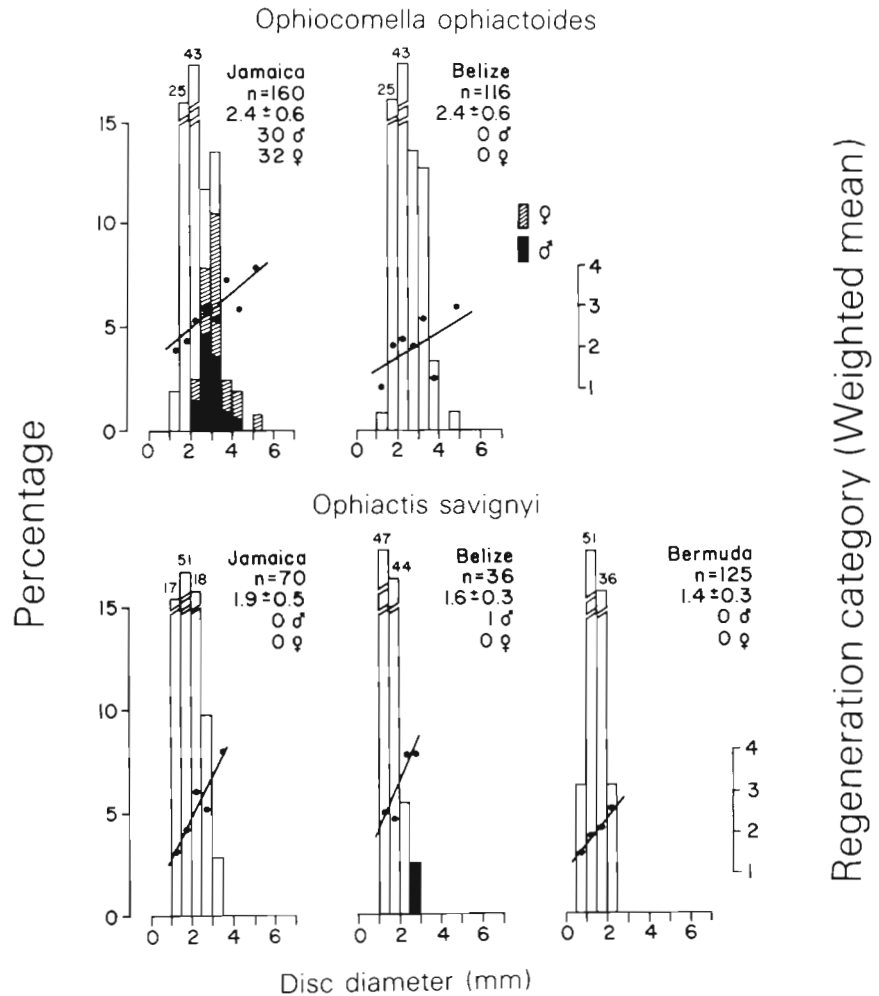 Ophiocomella ophiactoides
43
25
Jamaica
n=160
2.4 ± 0.6
30 ♂
32 ♀
43
25
Belize
n=116
2.4 ± 0.6
0 ♂
0 ♀
15
10
5
0
♀
♂
4
3
2
1
0 2 4 6
0 2 4 6
Percentage
Regeneration category (Weighted mean)
Ophiactis savignyi
17
51
18
Jamaica
n=70
1.9 ± 0.5
0 ♂
0 ♀
47
44
Belize
n=36
1.6 ± 0.3
1 ♂
0 ♀
51
36
Bermuda
n=125
1.4 ± 0.3
0 ♂
0 ♀
15
10
5
0
4
3
2
1
0 2 4 6
0 2 4 6
0 2 4 6
Disc diameter (mm)